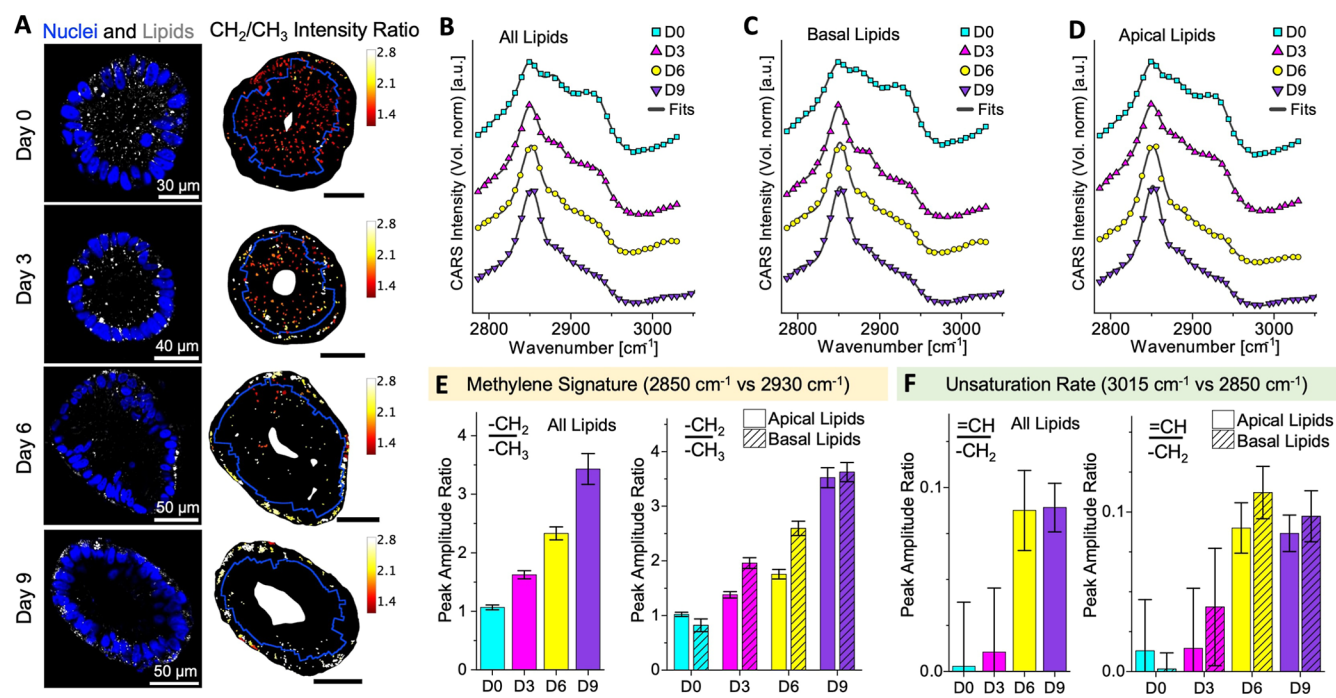 A
Nuclei and Lipids
CH₂/CH₃ Intensity Ratio
Day 0
30 µm
2.8
2.1
1.4
Day 3
40 µm
2.8
2.1
1.4
Day 6
50 µm
2.8
2.1
1.4
Day 9
50 µm
2.8
2.1
1.4
B
All Lipids
D0
D3
D6
D9
Fits
CARS Intensity (Vol. norm) [a.u.]
2800
2900
3000
Wavenumber [cm⁻¹]
C
Basal Lipids
D0
D3
D6
D9
Fits
CARS Intensity (Vol. norm) [a.u.]
2800
2900
3000
Wavenumber [cm⁻¹]
D
Apical Lipids
D0
D3
D6
D9
Fits
CARS Intensity (Vol. norm) [a.u.]
2800
2900
3000
Wavenumber [cm⁻¹]
E
Methylene Signature (2850 cm⁻¹ vs 2930 cm⁻¹)
-CH₂
-CH₃
All Lipids
Peak Amplitude Ratio
4
3
2
1
0
D0 D3 D6 D9
-CH₂
-CH₃
Apical Lipids
Basal Lipids
Peak Amplitude Ratio
4
3
2
1
0
D0 D3 D6 D9
F
Unsaturation Rate (3015 cm⁻¹ vs 2850 cm⁻¹)
=CH
-CH₂
All Lipids
Peak Amplitude Ratio
0.1
0.0
D0 D3 D6 D9
=CH
-CH₂
Apical Lipids
Basal Lipids
Peak Amplitude Ratio
0.1
0.0
D0 D3 D6 D9